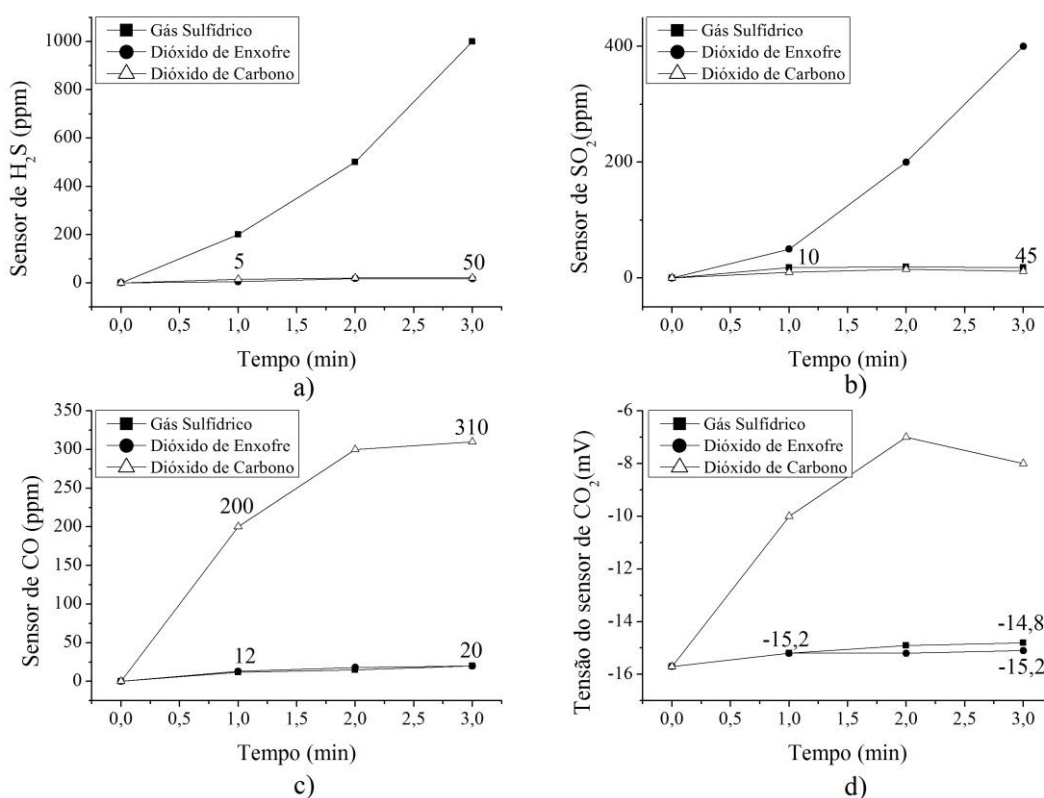 Gás Sulfídrico
Dióxido de Enxofre
Dióxido de Carbono
Sensor de H₂S (ppm)
1000
800
600
400
200
0
5
50
0,0 0,5 1,0 1,5 2,0 2,5 3,0
Tempo (min)
a)
Gás Sulfídrico
Dióxido de Enxofre
Dióxido de Carbono
Sensor de SO₂(ppm)
400
200
0
10
45
0,0 0,5 1,0 1,5 2,0 2,5 3,0
Tempo (min)
b)
Gás Sulfídrico
Dióxido de Enxofre
Dióxido de Carbono
Sensor de CO (ppm)
350
300
250
200
150
100
50
0
200
310
12
20
0,0 0,5 1,0 1,5 2,0 2,5 3,0
Tempo (min)
c)
Gás Sulfídrico
Dióxido de Enxofre
Dióxido de Carbono
Tensão do sensor de CO₂(mV)
-6
-8
-10
-12
-14
-16
-15,2
-14,8
-15,2
0,0 0,5 1,0 1,5 2,0 2,5 3,0
Tempo (min)
d)